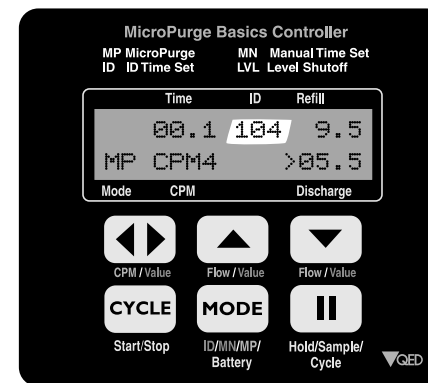 MicroPurge Basics Controller
MP MicroPurge MN Manual Time Set
ID ID Time Set LVL Level Shutoff
Time ID Refill
00.1 104 9.5
MP CPM4 >05.5
Mode CPM Discharge
CPM / Value Flow / Value Flow / Value
CYCLE MODE
Start/Stop ID/MN/MP/ Hold/Sample/
Battery Cycle
QED